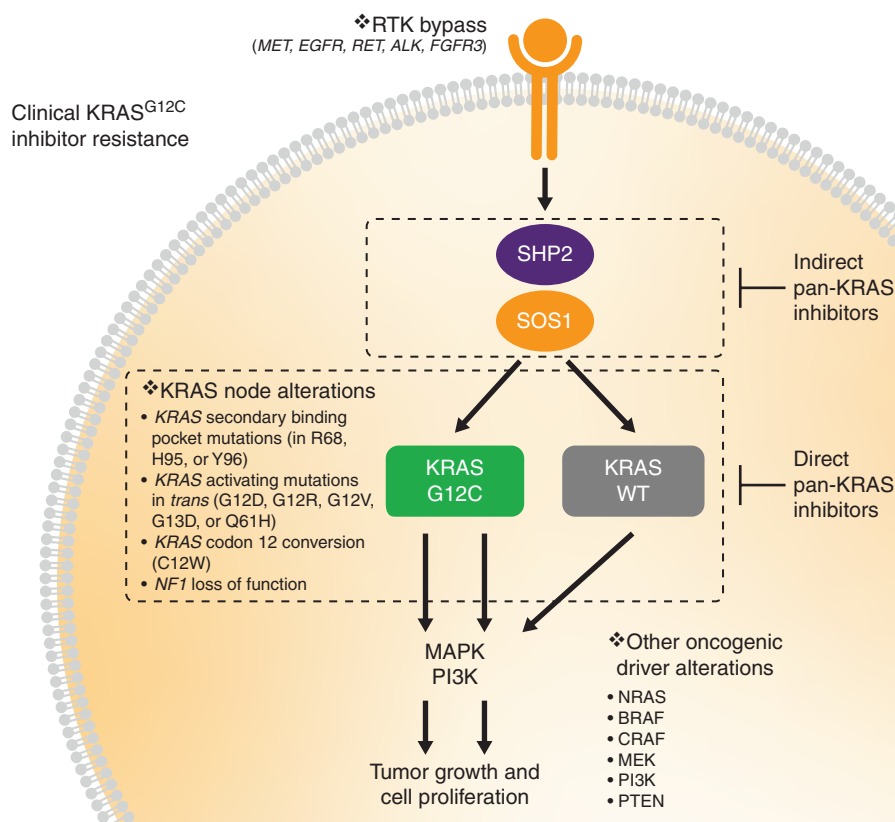 ❖RTK bypass
(MET, EGFR, RET, ALK, FGFR3)
Clinical KRASG12C
inhibitor resistance
SHP2
SOS1
Indirect
pan-KRAS
inhibitors
❖KRAS node alterations
• KRAS secondary binding
pocket mutations (in R68,
H95, or Y96)
• KRAS activating mutations
in trans (G12D, G12R, G12V,
G13D, or Q61H)
• KRAS codon 12 conversion
(C12W)
• NF1 loss of function
KRAS
G12C
KRAS
WT
Direct
pan-KRAS
inhibitors
MAPK
PI3K
Tumor growth and
cell proliferation
❖Other oncogenic
driver alterations
• NRAS
• BRAF
• CRAF
• MEK
• PI3K
• PTEN